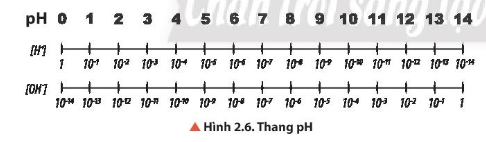 Chân trời sáng tạo
pH 0 1 2 3 4 5 6 7 8 9 10 11 12 13 14
[H⁺]
1 10⁻¹ 10⁻² 10⁻³ 10⁻⁴ 10⁻⁵ 10⁻⁶ 10⁻⁷ 10⁻⁸ 10⁻⁹ 10⁻¹⁰ 10⁻¹¹ 10⁻¹² 10⁻¹³ 10⁻¹⁴
[OH⁻]
10⁻¹⁴ 10⁻¹³ 10⁻¹² 10⁻¹¹ 10⁻¹⁰ 10⁻⁹ 10⁻⁸ 10⁻⁷ 10⁻⁶ 10⁻⁵ 10⁻⁴ 10⁻³ 10⁻² 10⁻¹ 1
▲ Hình 2.6. Thang pH